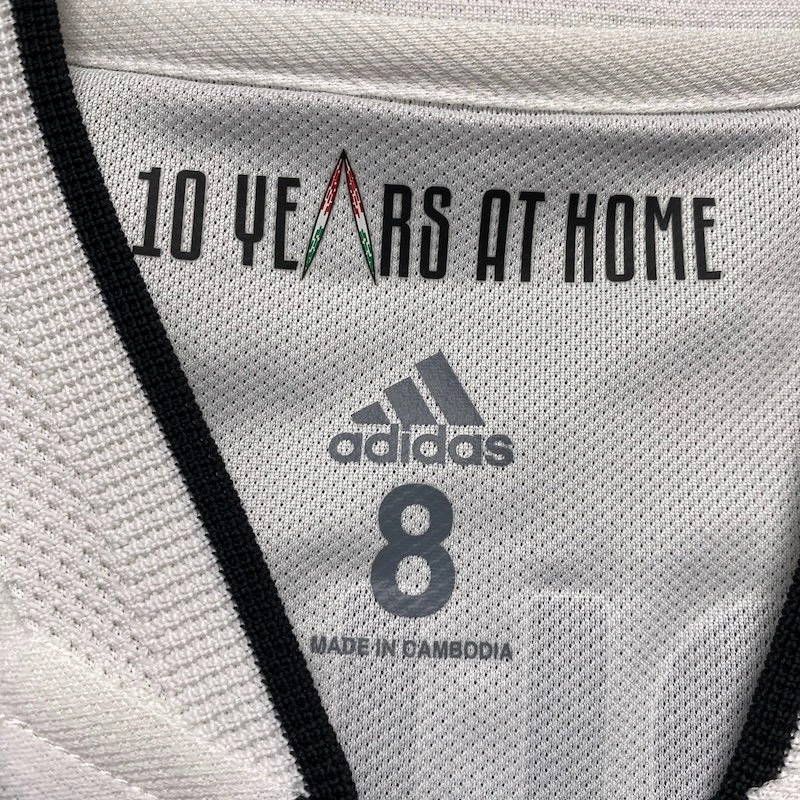 10 YEARS AT HOME
adidas
8
MADE IN CAMBODIA